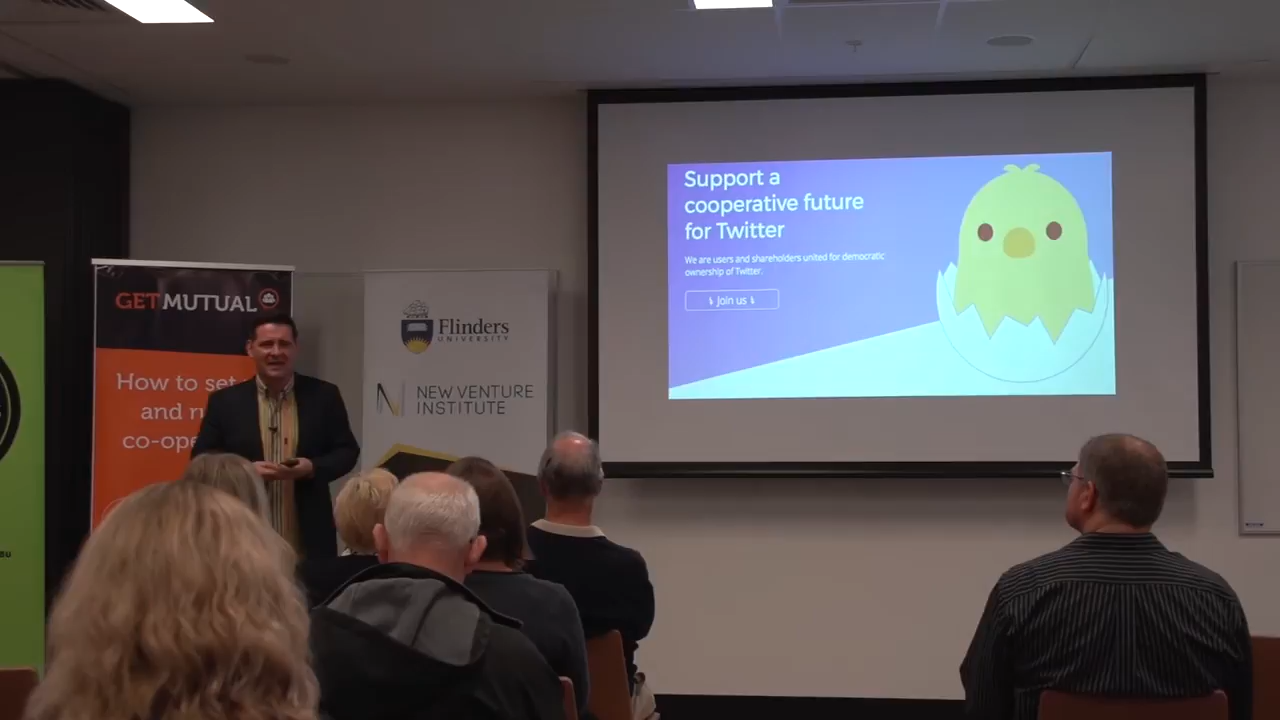 GETMUTUAL
How to set
and
co-ope
Flinders
UNIVERSITY
NEW VENTURE
INSTITUTE
Support a
cooperative future
for Twitter
We are users and shareholders united for democratic
ownership of Twitter.
Join us